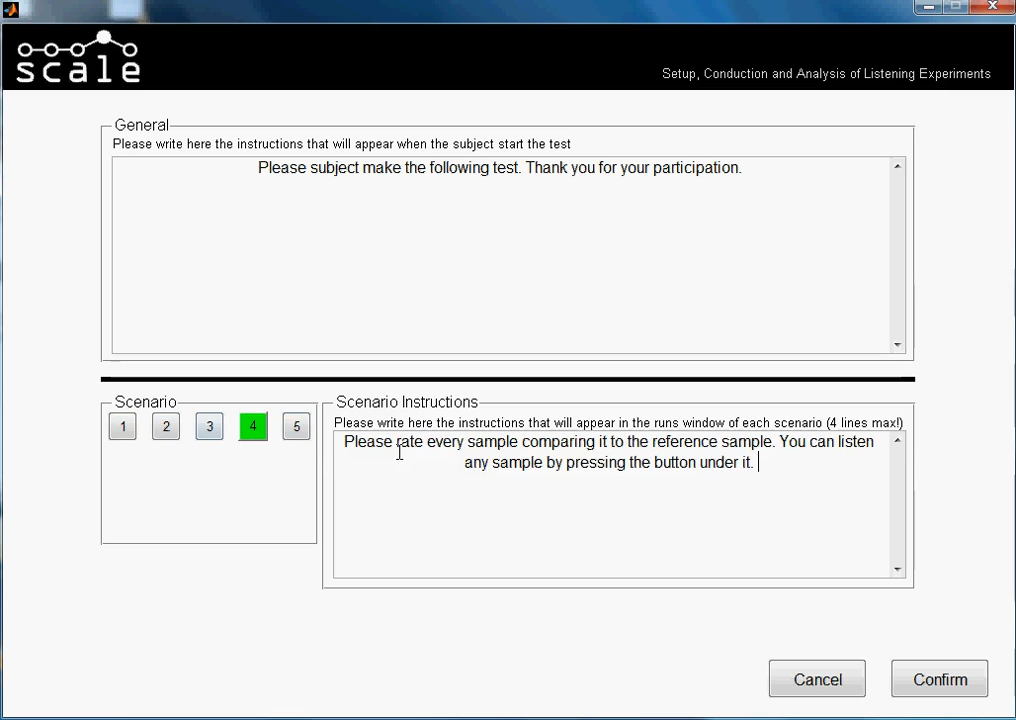 scale
Setup, Conduction and Analysis of Listening Experiments
General
Please write here the instructions that will appear when the subject start the test
Please subject make the following test. Thank you for your participation.
Scenario
1 2 3 4 5
Scenario Instructions
Please write here the instructions that will appear in the runs window of each scenario (4 lines max!)
Please rate every sample comparing it to the reference sample. You can listen
any sample by pressing the button under it.
Cancel Confirm